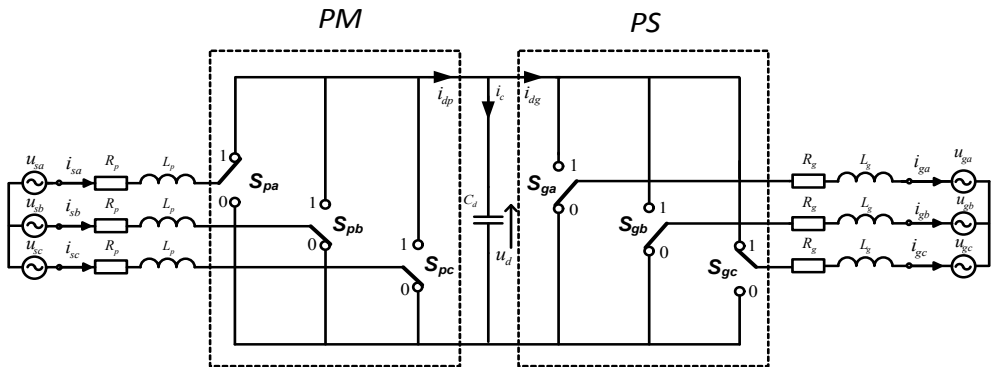 PM
PS
i_dp
i_c
i_dg
u_sa
i_sa
R_p
L_p
1
0
S_pa
u_sb
i_sb
R_p
L_p
1
0
S_pb
u_sc
i_sc
R_p
L_p
1
0
S_pc
C_d
u_d
1
0
S_ga
R_g
L_g
i_ga
u_ga
1
0
S_gb
R_g
L_g
i_gb
u_gb
1
0
S_gc
R_g
L_g
i_gc
u_gc